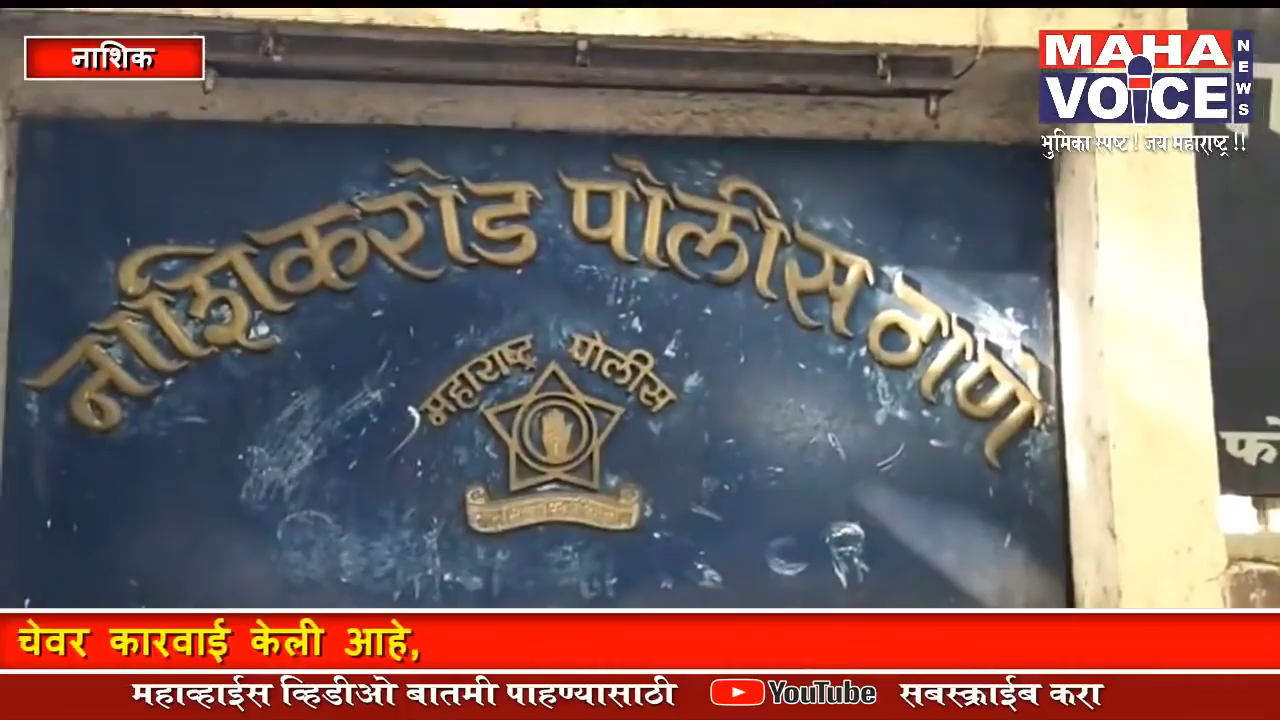 नाशिक
MAHA
VOICE
NEWS
भुमिका स्पष्ट ! जय महाराष्ट्र !!
नाशिकरोड पोलीस ठाणे
महाराष्ट्र पोलीस
चेवर कारवाई केली आहे,
महाव्हाईस व्हिडीओ बातमी पाहण्यासाठी YouTube सबस्क्राईब करा